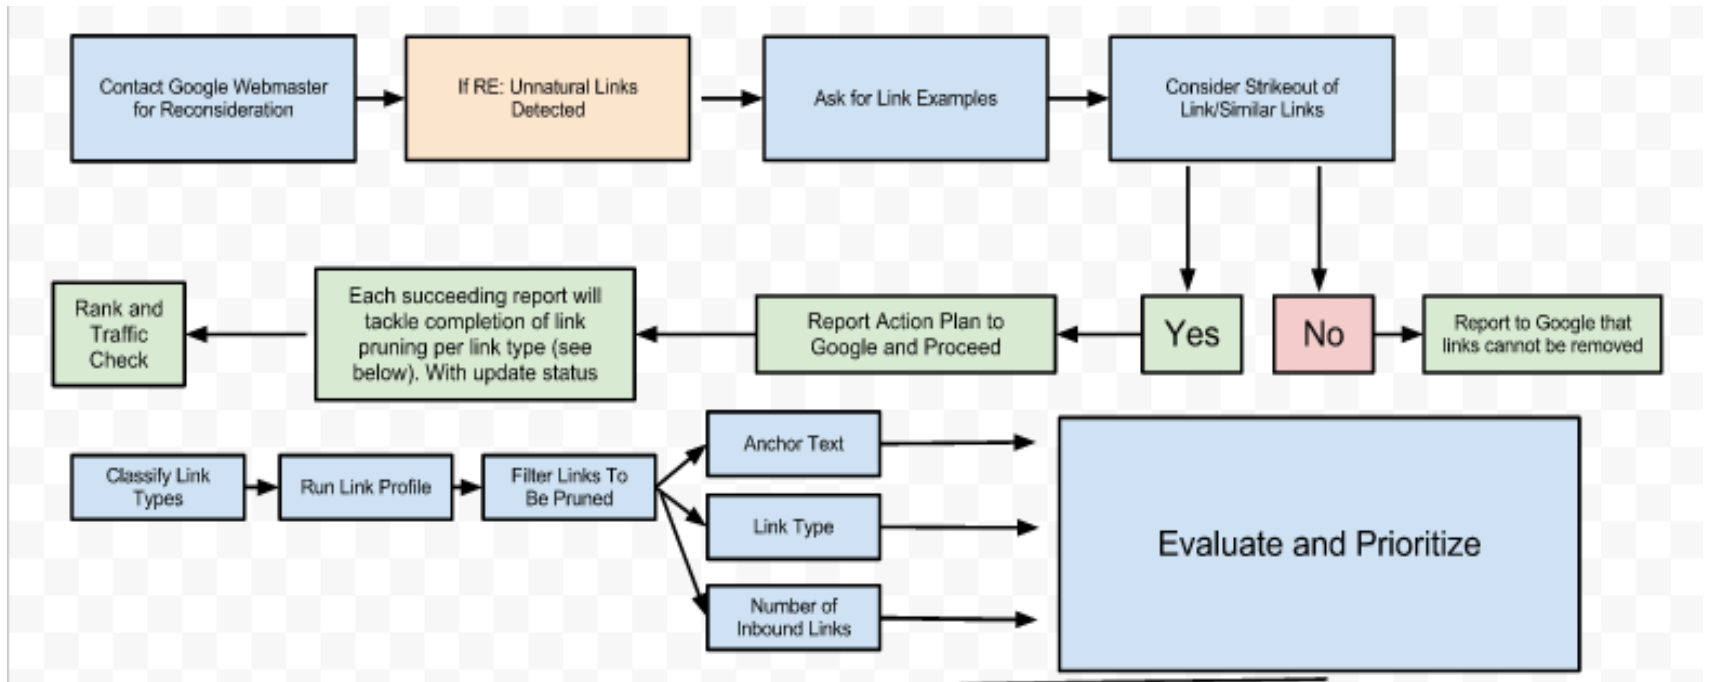 Contact Google Webmaster
for Reconsideration
If RE: Unnatural Links
Detected
Ask for Link Examples
Consider Strikeout of
Link/Similar Links
Rank and
Traffic
Check
Each succeeding report will
tackle completion of link
pruning per link type (see
below). With update status
Report Action Plan to
Google and Proceed
Yes
No
Report to Google that
links cannot be removed
Classify Link
Types
Run Link Profile
Filter Links To
Be Pruned
Anchor Text
Link Type
Number of
Inbound Links
Evaluate and Prioritize